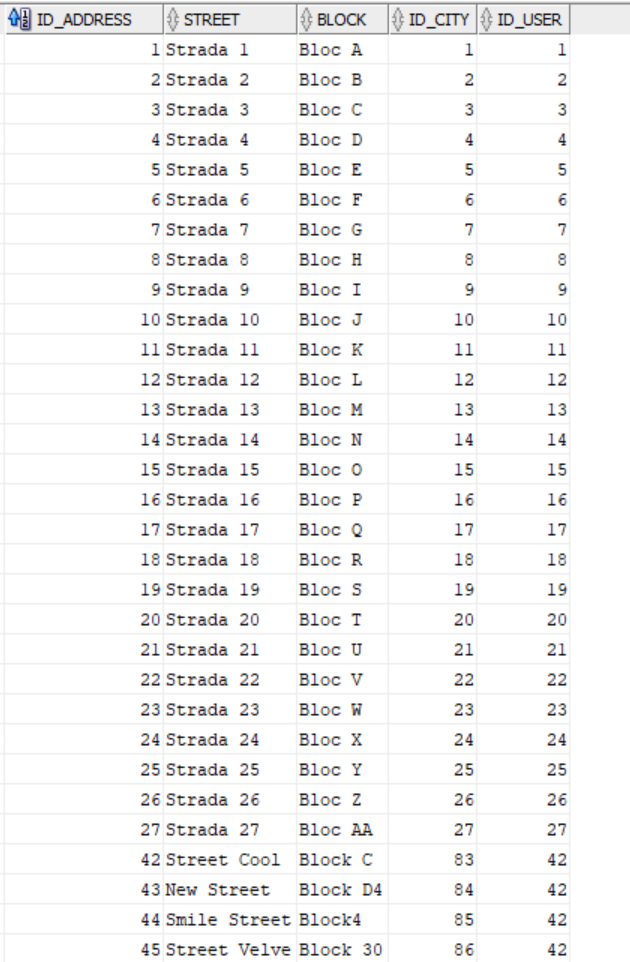 ID_ADDRESS STREET BLOCK ID_CITY ID_USER
1 Strada 1 Bloc A 1 1
2 Strada 2 Bloc B 2 2
3 Strada 3 Bloc C 3 3
4 Strada 4 Bloc D 4 4
5 Strada 5 Bloc E 5 5
6 Strada 6 Bloc F 6 6
7 Strada 7 Bloc G 7 7
8 Strada 8 Bloc H 8 8
9 Strada 9 Bloc I 9 9
10 Strada 10 Bloc J 10 10
11 Strada 11 Bloc K 11 11
12 Strada 12 Bloc L 12 12
13 Strada 13 Bloc M 13 13
14 Strada 14 Bloc N 14 14
15 Strada 15 Bloc O 15 15
16 Strada 16 Bloc P 16 16
17 Strada 17 Bloc Q 17 17
18 Strada 18 Bloc R 18 18
19 Strada 19 Bloc S 19 19
20 Strada 20 Bloc T 20 20
21 Strada 21 Bloc U 21 21
22 Strada 22 Bloc V 22 22
23 Strada 23 Bloc W 23 23
24 Strada 24 Bloc X 24 24
25 Strada 25 Bloc Y 25 25
26 Strada 26 Bloc Z 26 26
27 Strada 27 Bloc AA 27 27
42 Street Cool Block C 83 42
43 New Street Block D4 84 42
44 Smile Street Block4 85 42
45 Street Velve Block 30 86 42